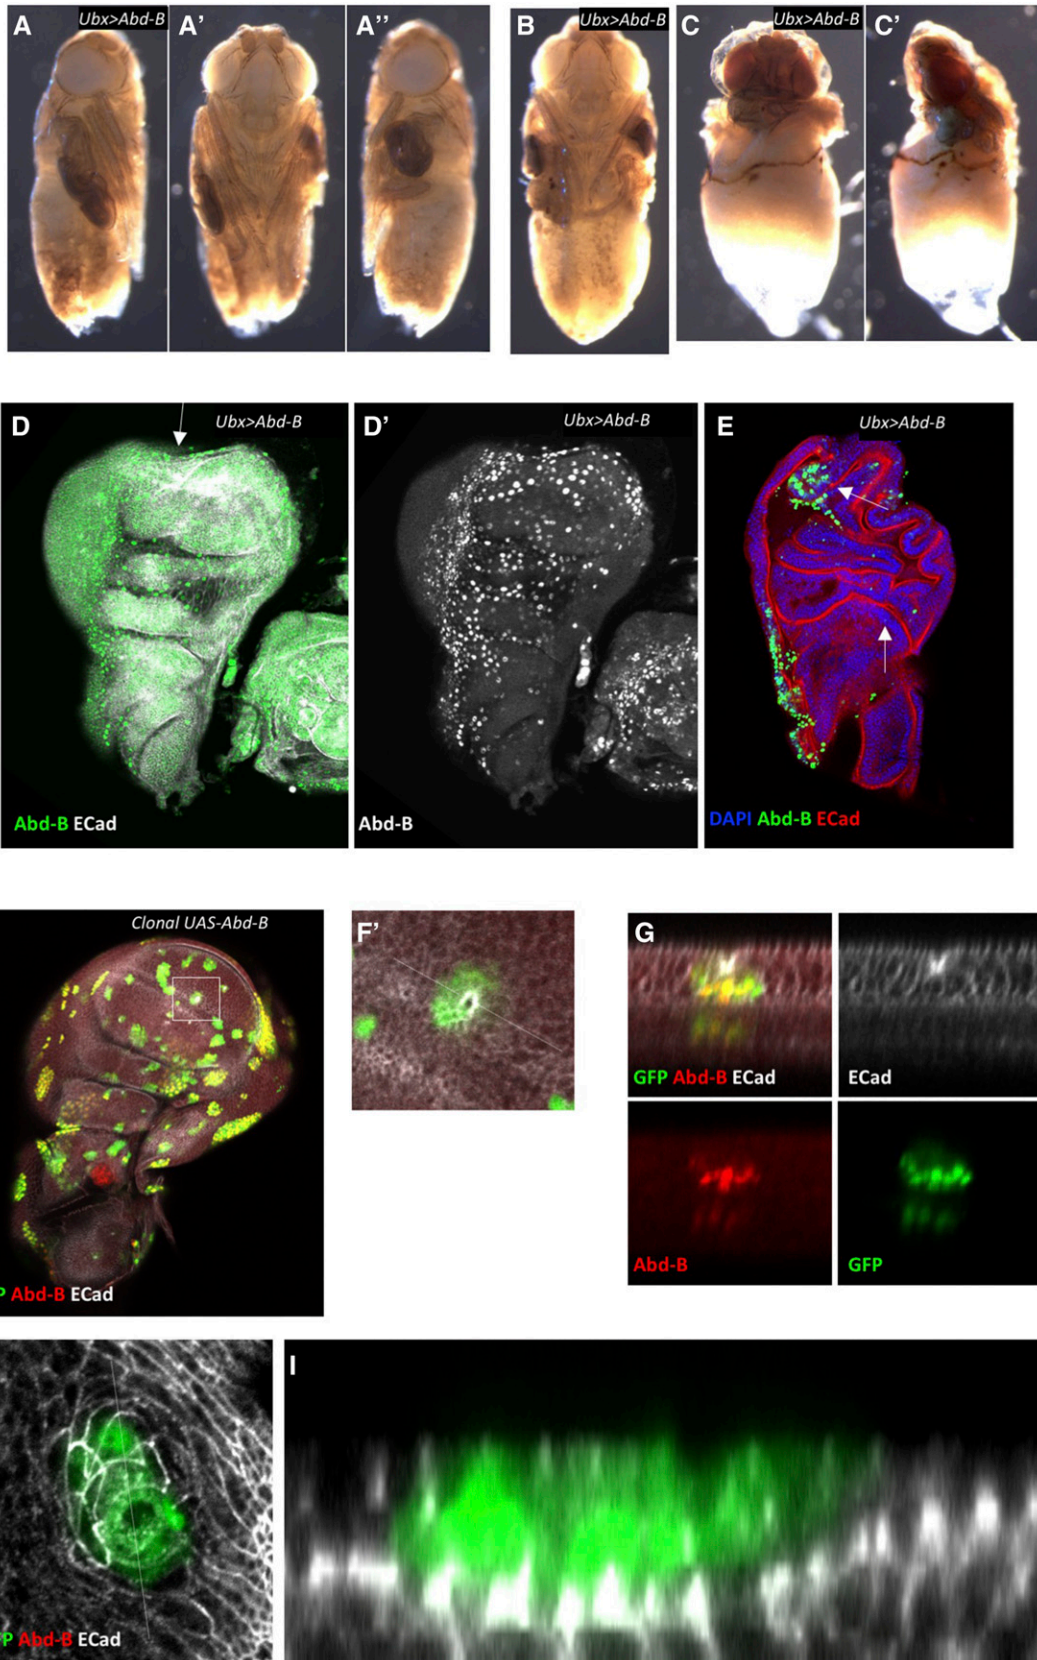 A
Ubx>Abd-B
A’
A’’
B
Ubx>Abd-B
C
Ubx>Abd-B
C’
D
Ubx>Abd-B
Abd-B ECad
D’
Ubx>Abd-B
Abd-B
E
Ubx>Abd-B
DAPI Abd-B ECad
Clonal UAS-Abd-B
P Abd-B ECad
F’
G
GFP Abd-B ECad
ECad
Abd-B
GFP
FP Abd-B ECad
I